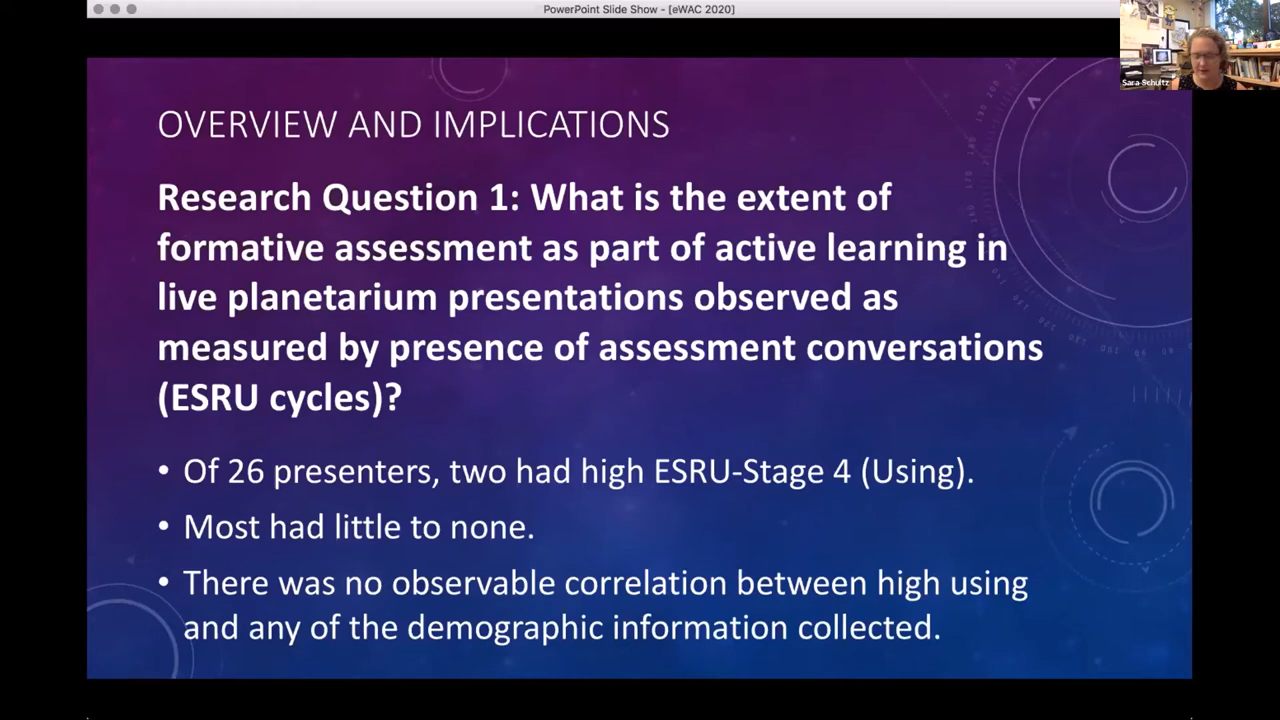 PowerPoint Slide Show - [eWAC 2020]
Sara Schultz
OVERVIEW AND IMPLICATIONS
Research Question 1: What is the extent of
formative assessment as part of active learning in
live planetarium presentations observed as
measured by presence of assessment conversations
(ESRU cycles)?
• Of 26 presenters, two had high ESRU-Stage 4 (Using).
• Most had little to none.
• There was no observable correlation between high using
and any of the demographic information collected.